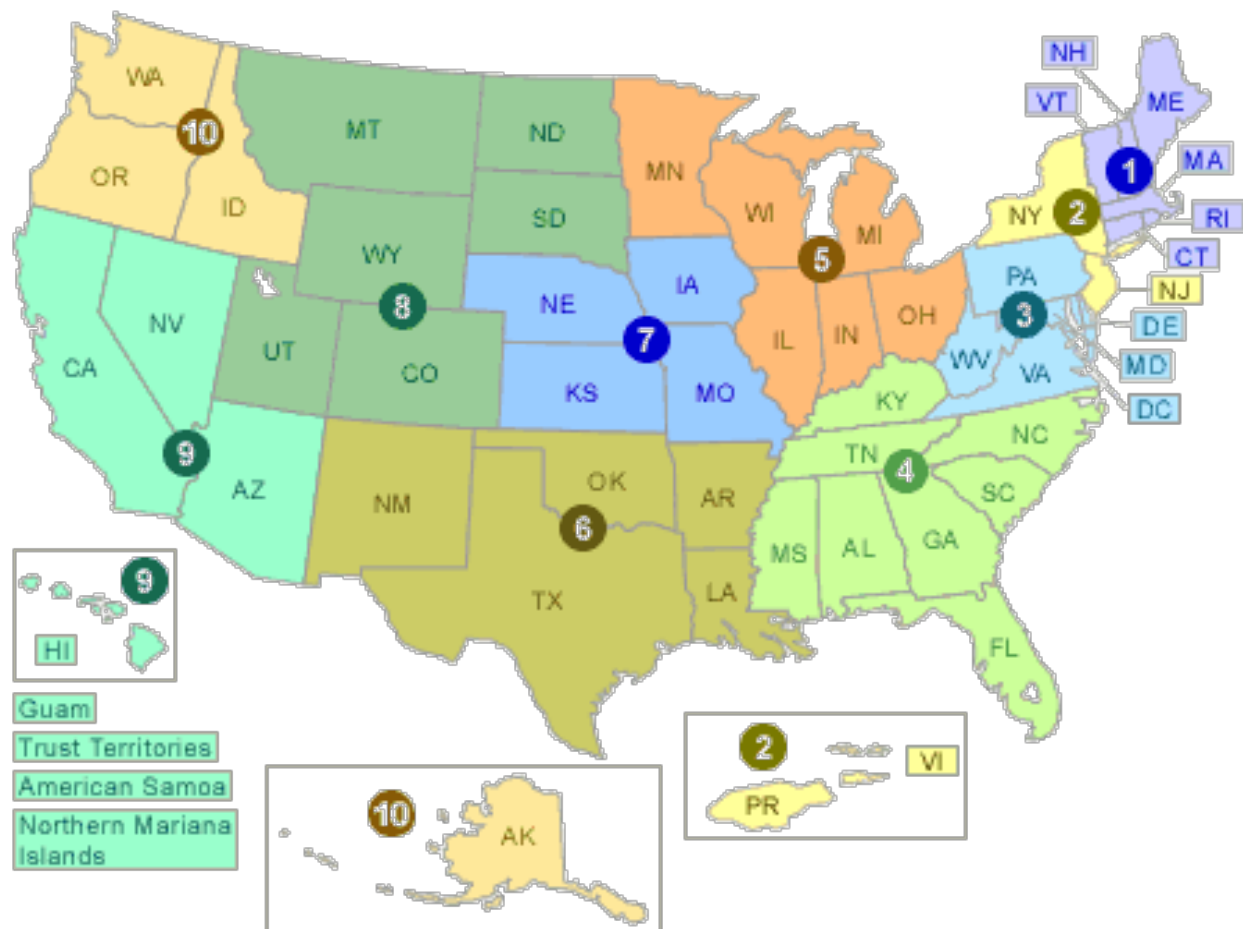 NH
WA
ME
VT
10
MT
ND
MA
1
OR
MN
ID
WI
NY
2
RI
SD
MI
WY
CT
5
PA
IA
NJ
NE
8
3
OH
DE
NV
7
IL
IN
UT
WV
MD
CA
CO
VA
KS
MO
KY
DC
NC
9
TN
4
AZ
OK
SC
NM
AR
6
GA
MS
AL
9
TX
LA
HI
FL
Guam
2
Trust Territories
VI
American Samoa
PR
10
Northern Mariana
Islands
AK